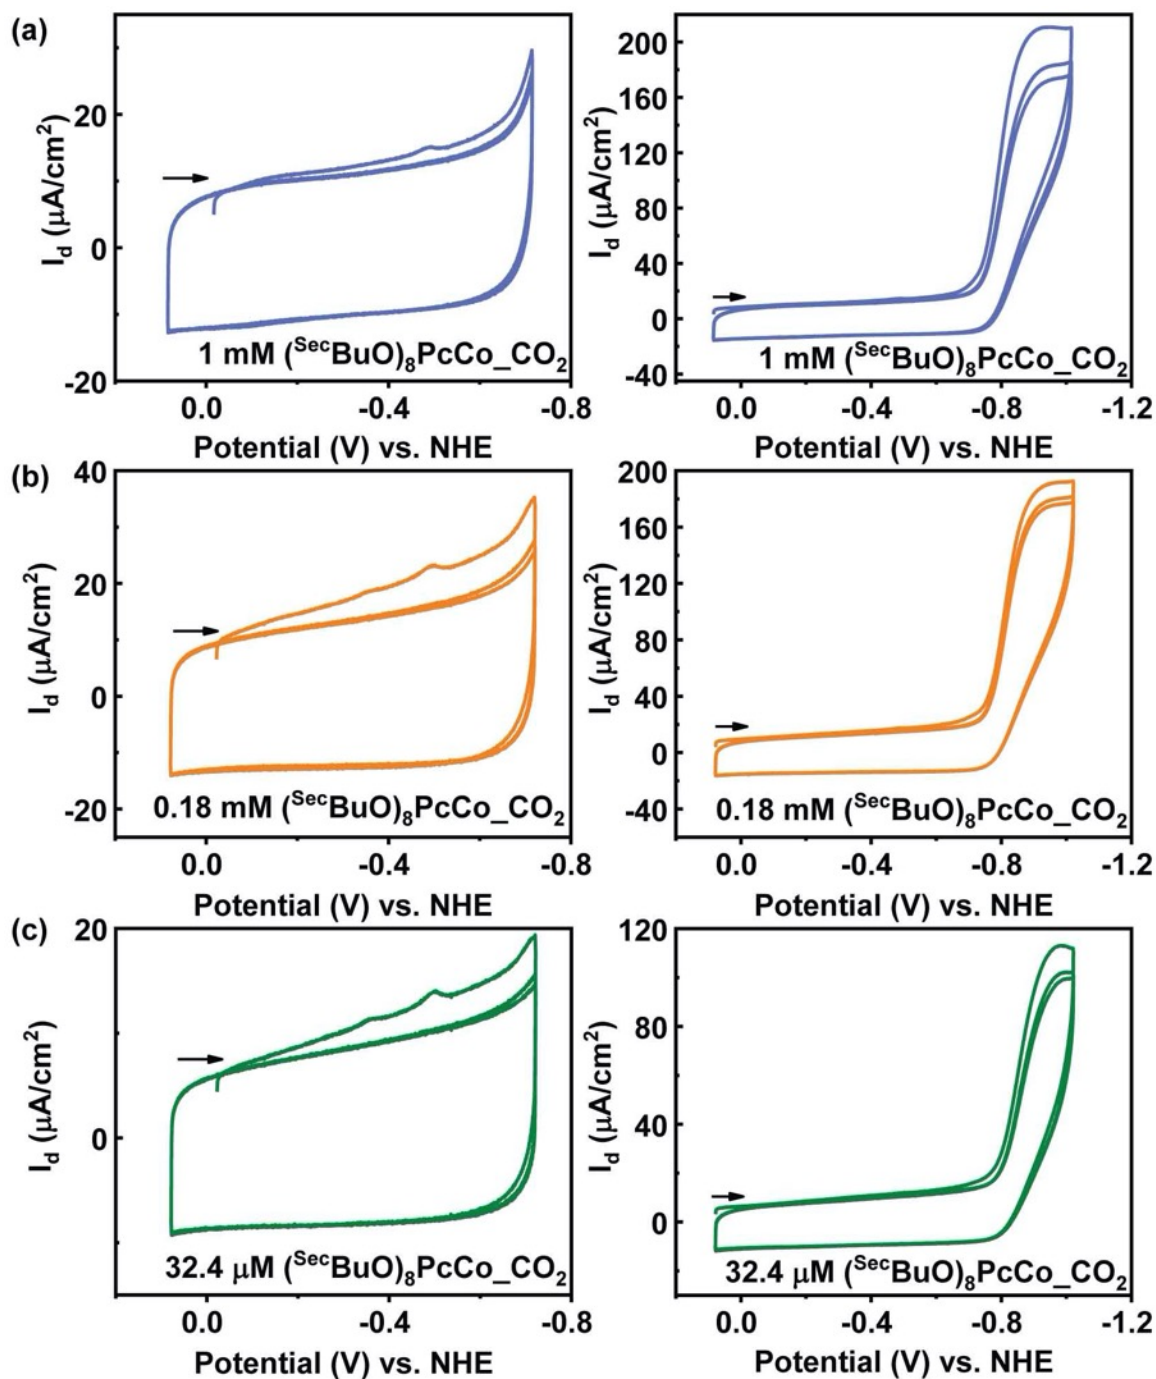 (a)
I_d (μA/cm²)
20
0
-20
1 mM (^SecBuO)₈PcCo_CO₂
0.0 -0.4 -0.8
Potential (V) vs. NHE
I_d (μA/cm²)
200
160
120
80
40
0
-40
1 mM (^SecBuO)₈PcCo_CO₂
0.0 -0.4 -0.8 -1.2
Potential (V) vs. NHE
(b)
I_d (μA/cm²)
40
20
0
-20
0.18 mM (^SecBuO)₈PcCo_CO₂
0.0 -0.4 -0.8
Potential (V) vs. NHE
I_d (μA/cm²)
200
160
120
80
40
0
-40
0.18 mM (^SecBuO)₈PcCo_CO₂
0.0 -0.4 -0.8 -1.2
Potential (V) vs. NHE
(c)
I_d (μA/cm²)
20
0
32.4 μM (^SecBuO)₈PcCo_CO₂
0.0 -0.4 -0.8
Potential (V) vs. NHE
I_d (μA/cm²)
120
80
40
0
32.4 μM (^SecBuO)₈PcCo_CO₂
0.0 -0.4 -0.8 -1.2
Potential (V) vs. NHE